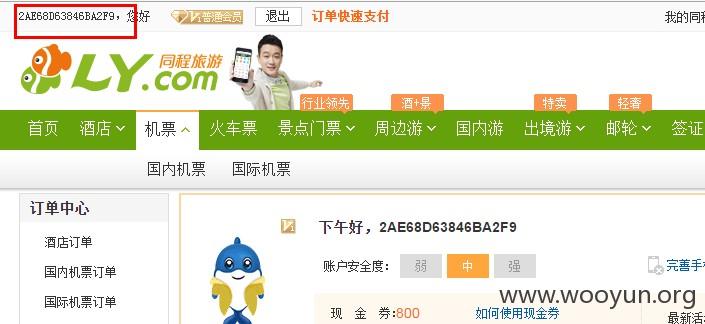 2AE68D63846BA2F9，您好 V1普通会员 退出 订单快速支付 我的同程
LY.com 同程旅游
行业领先 酒+景 特卖 轻奢
首页 酒店 机票 火车票 景点门票 周边游 国内游 出境游 邮轮 签证
国内机票 国际机票
订单中心
V1 下午好，2AE68D63846BA2F9
酒店订单
账户安全度： 弱 中 强 完善手
国内机票订单
国际机票订单
现 金 券：800 如何使用现金券 最新活
www.wooyun.org